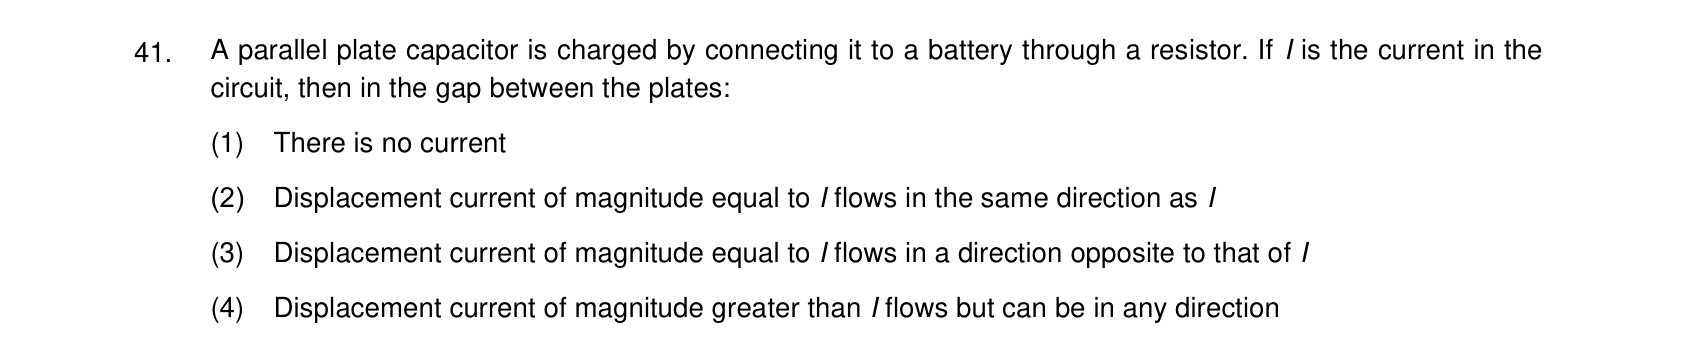 41. A parallel plate capacitor is charged by connecting it to a battery through a resistor. If I is the current in the
circuit, then in the gap between the plates:
(1) There is no current
(2) Displacement current of magnitude equal to I flows in the same direction as I
(3) Displacement current of magnitude equal to I flows in a direction opposite to that of I
(4) Displacement current of magnitude greater than I flows but can be in any direction